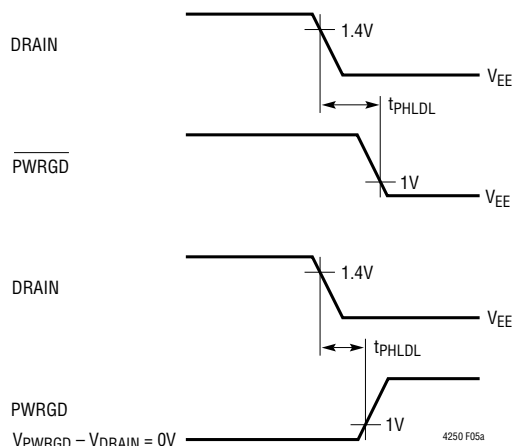 DRAIN
1.4V
VEE
tPHLDL
PWRGD
1V
VEE
DRAIN
1.4V
VEE
tPHLDL
PWRGD
1V
VPWRGD – VDRAIN = 0V
4250 F05a